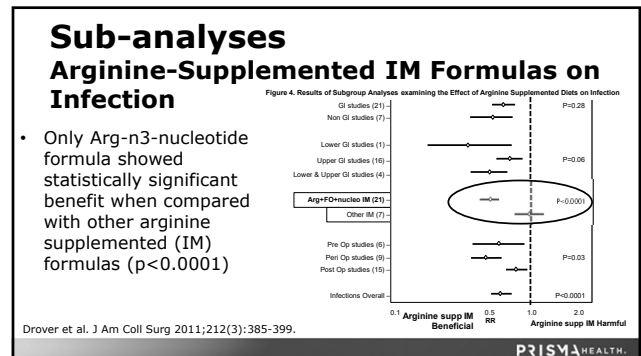 Sub-analyses
Arginine-Supplemented IM Formulas on
Infection
• Only Arg-n3-nucleotide
formula showed
statistically significant
benefit when compared
with other arginine
supplemented (IM)
formulas (p<0.0001)
Figure 4. Results of Subgroup Analyses examining the Effect of Arginine Supplemented Diets on Infection
GI studies (21)
P=0.28
Non GI studies (7)
Lower GI studies (1)
Upper GI studies (16)
P=0.06
Lower & Upper GI studies (4)
Arg+FO+nucleo IM (21)
P<0.0001
Other IM (7)
Pre Op studies (6)
Peri Op studies (9)
P=0.03
Post Op studies (15)
Infections Overall
P<0.0001
0.1
0.5
1.0
2.0
Arginine supp IM
Beneficial
RR
Arginine supp IM Harmful
Drover et al. J Am Coll Surg 2011;212(3):385-399.
PRISMA HEALTH.